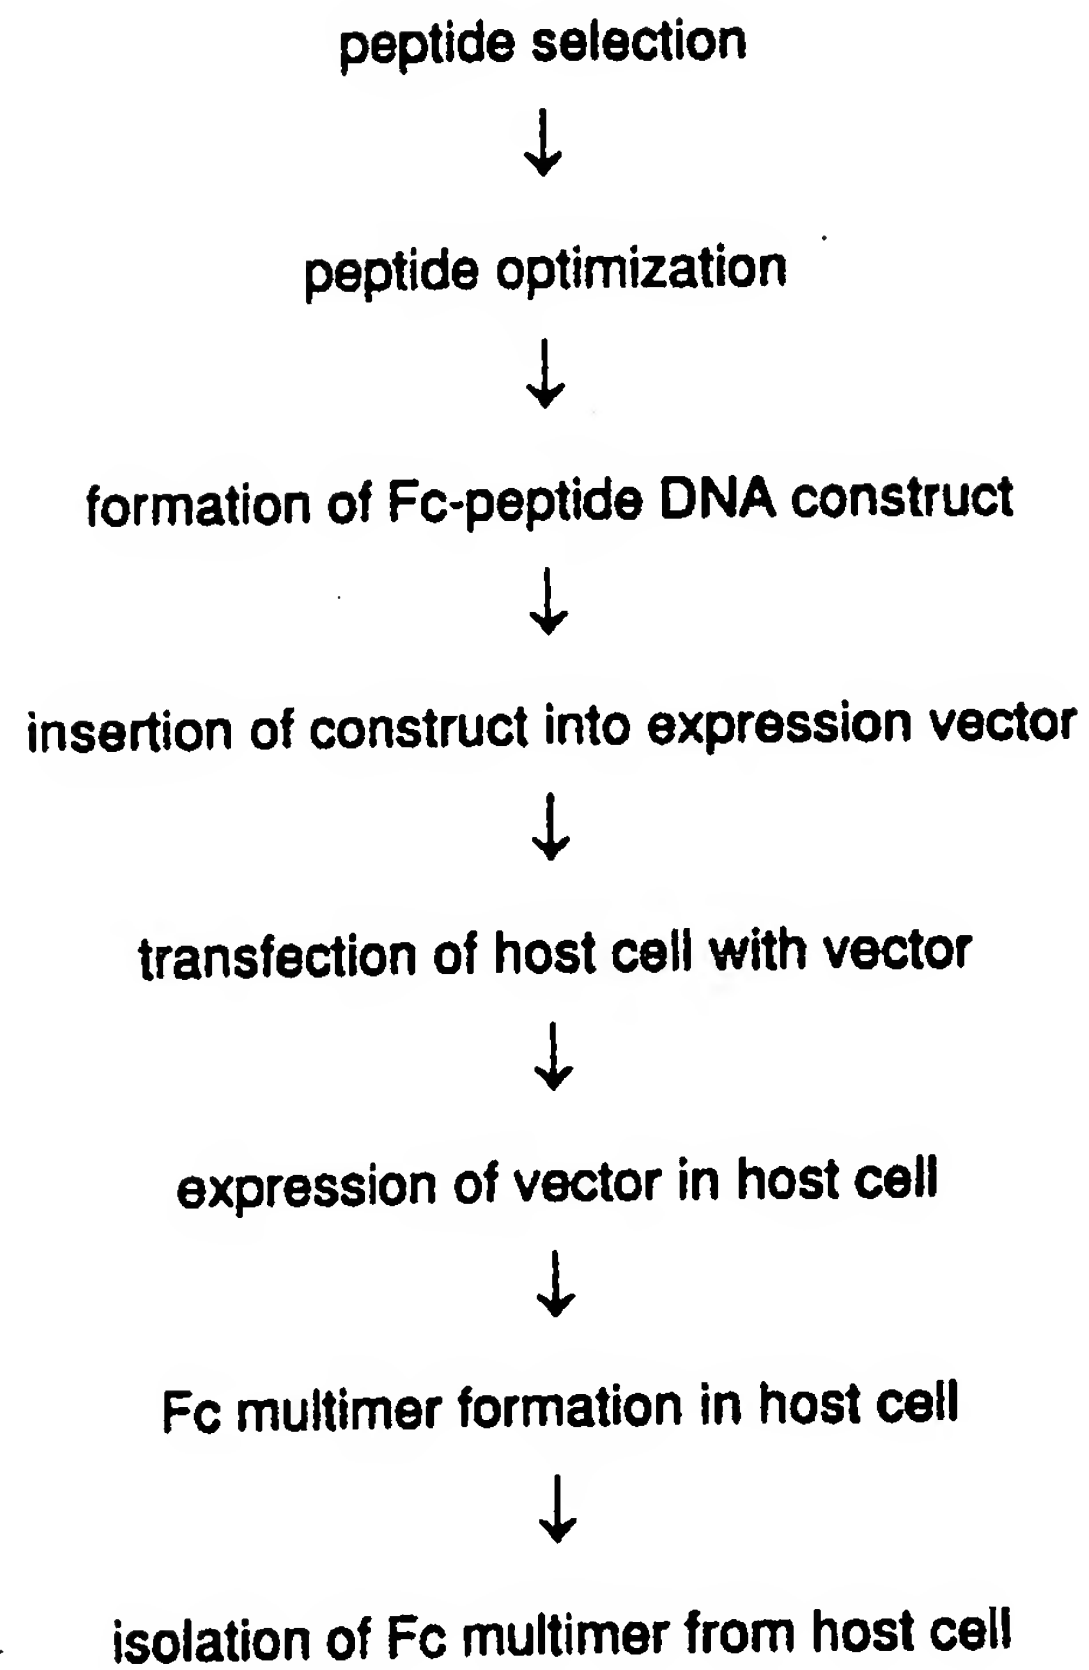 peptide selection
peptide optimization
formation of Fc-peptide DNA construct
insertion of construct into expression vector
transfection of host cell with vector
expression of vector in host cell
Fc multimer formation in host cell
isolation of Fc multimer from host cell